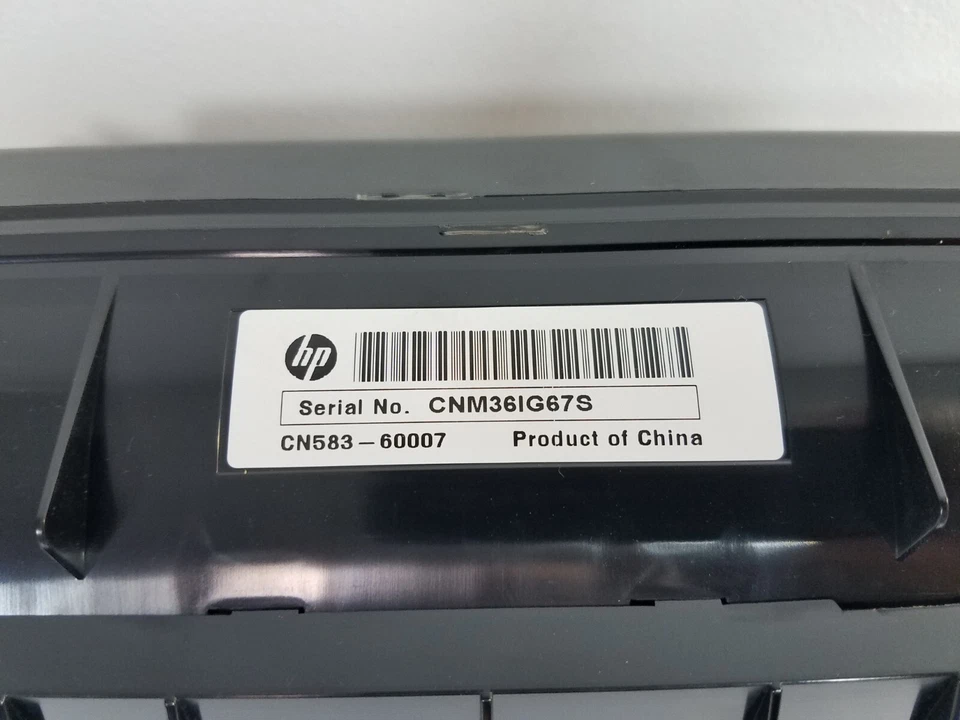 hp
Serial No. CNM36IG67S
CN583-60007 Product of China